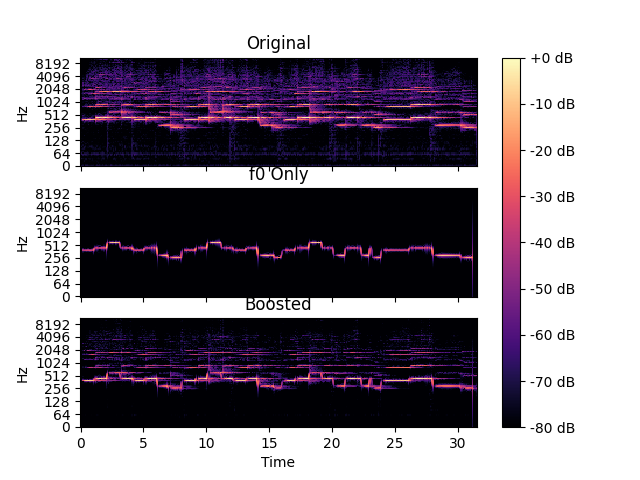 Original
8192
4096
2048
1024
512
256
128
64
0
Hz
f0 Only
8192
4096
2048
1024
512
256
128
64
0
Hz
Boosted
8192
4096
2048
1024
512
256
128
64
0
Hz
0 5 10 15 20 25 30
Time
+0 dB
-10 dB
-20 dB
-30 dB
-40 dB
-50 dB
-60 dB
-70 dB
-80 dB